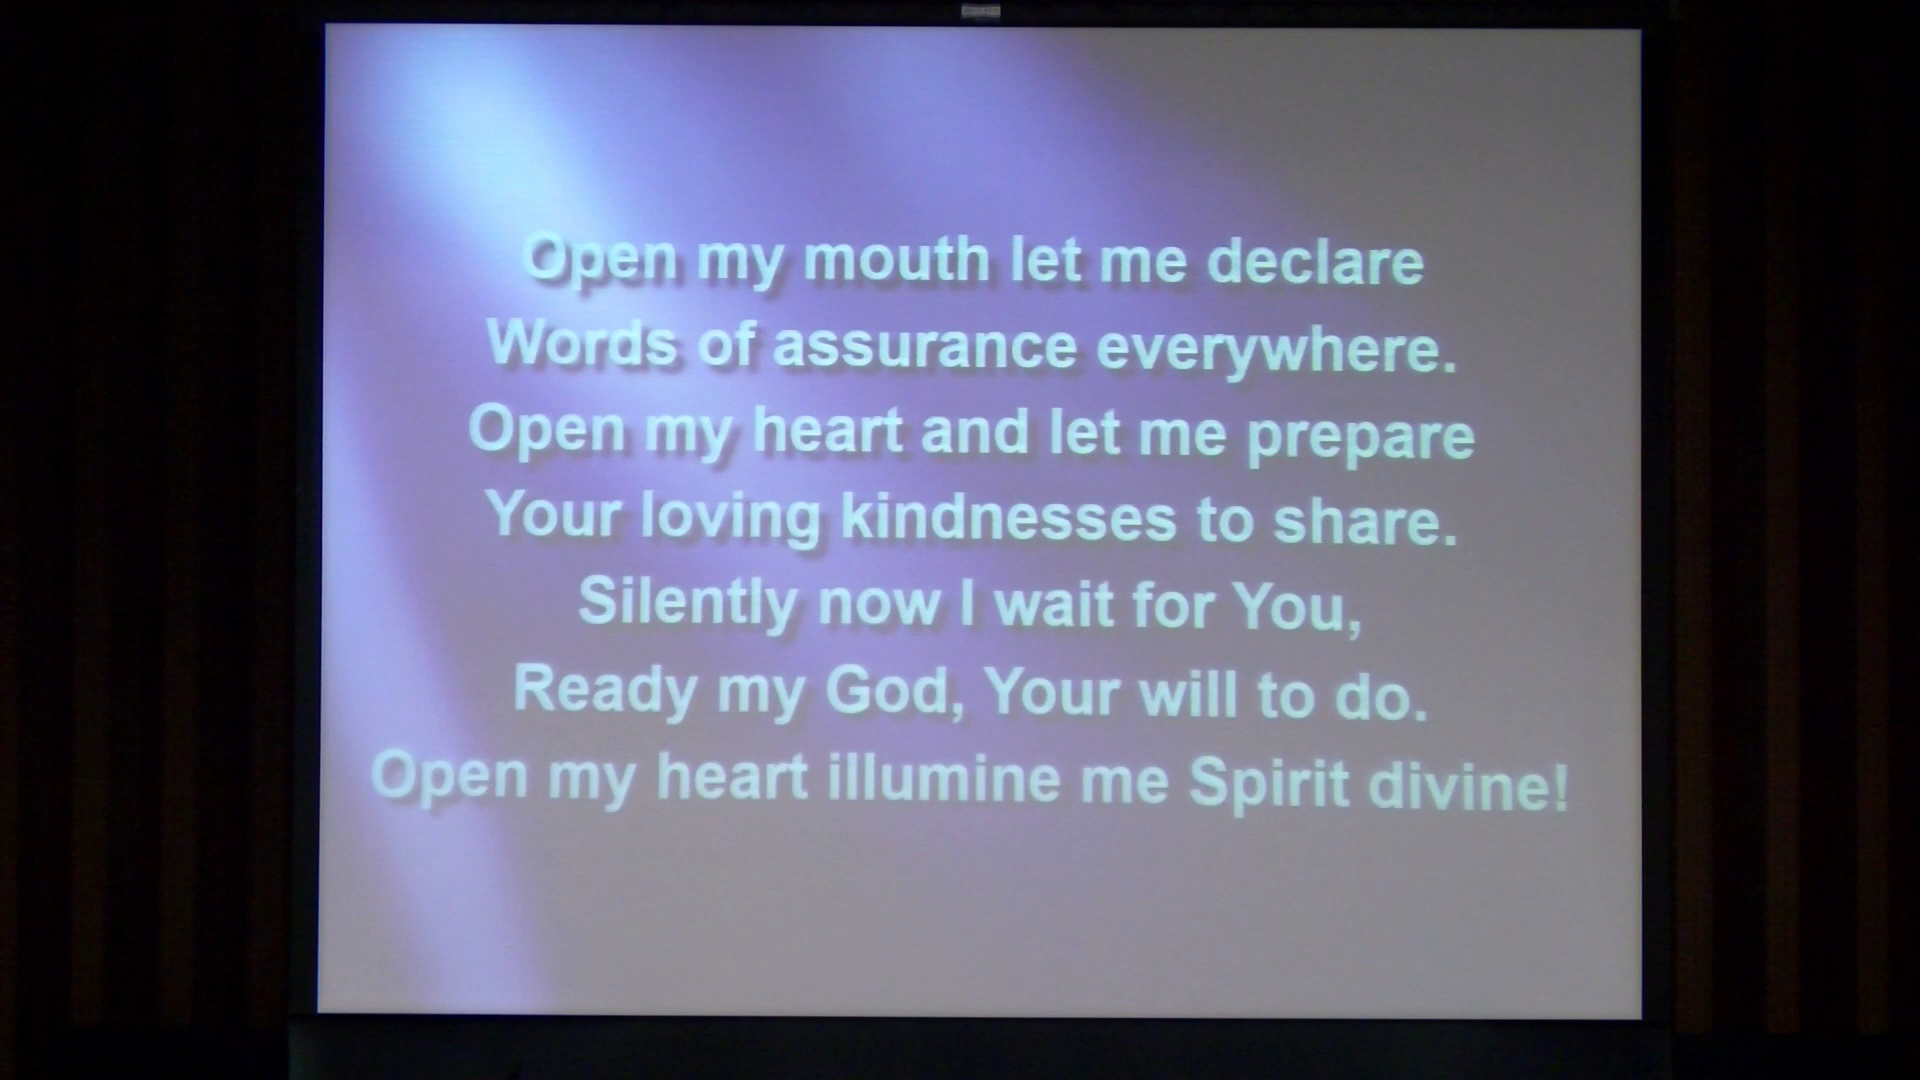 Open my mouth let me declare
Words of assurance everywhere.
Open my heart and let me prepare
Your loving kindnesses to share.
Silently now I wait for You,
Ready my God, Your will to do.
Open my heart illumine me Spirit divine!